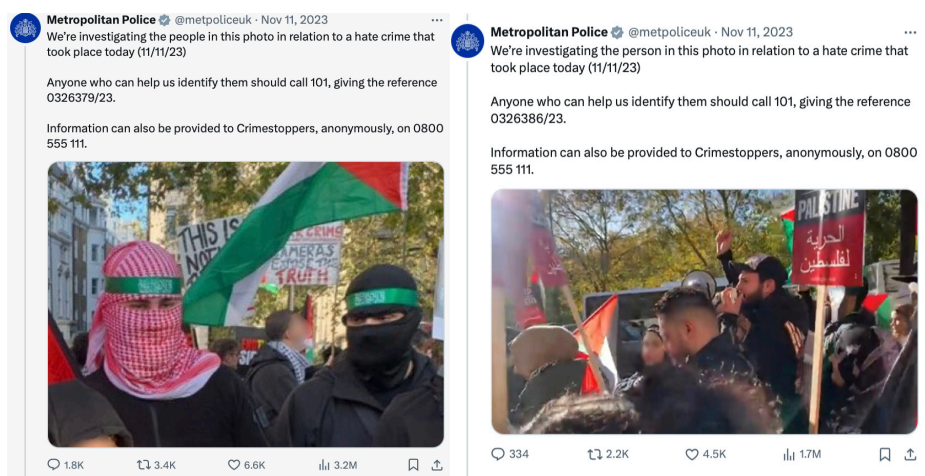 Metropolitan Police @metpoliceuk · Nov 11, 2023
We're investigating the people in this photo in relation to a hate crime that
took place today (11/11/23)
Anyone who can help us identify them should call 101, giving the reference
0326379/23.
Information can also be provided to Crimestoppers, anonymously, on 0800
555 111.
THIS IS
NOT
CRIME
CAMERAS
EXPOSE THE
TRUTH
1.8K 3.4K 6.6K 3.2M
Metropolitan Police @metpoliceuk · Nov 11, 2023
We're investigating the person in this photo in relation to a hate crime that
took place today (11/11/23)
Anyone who can help us identify them should call 101, giving the reference
0326386/23.
Information can also be provided to Crimestoppers, anonymously, on 0800
555 111.
PALESTINE
الحرية
لفلسطين
334 2.2K 4.5K 1.7M